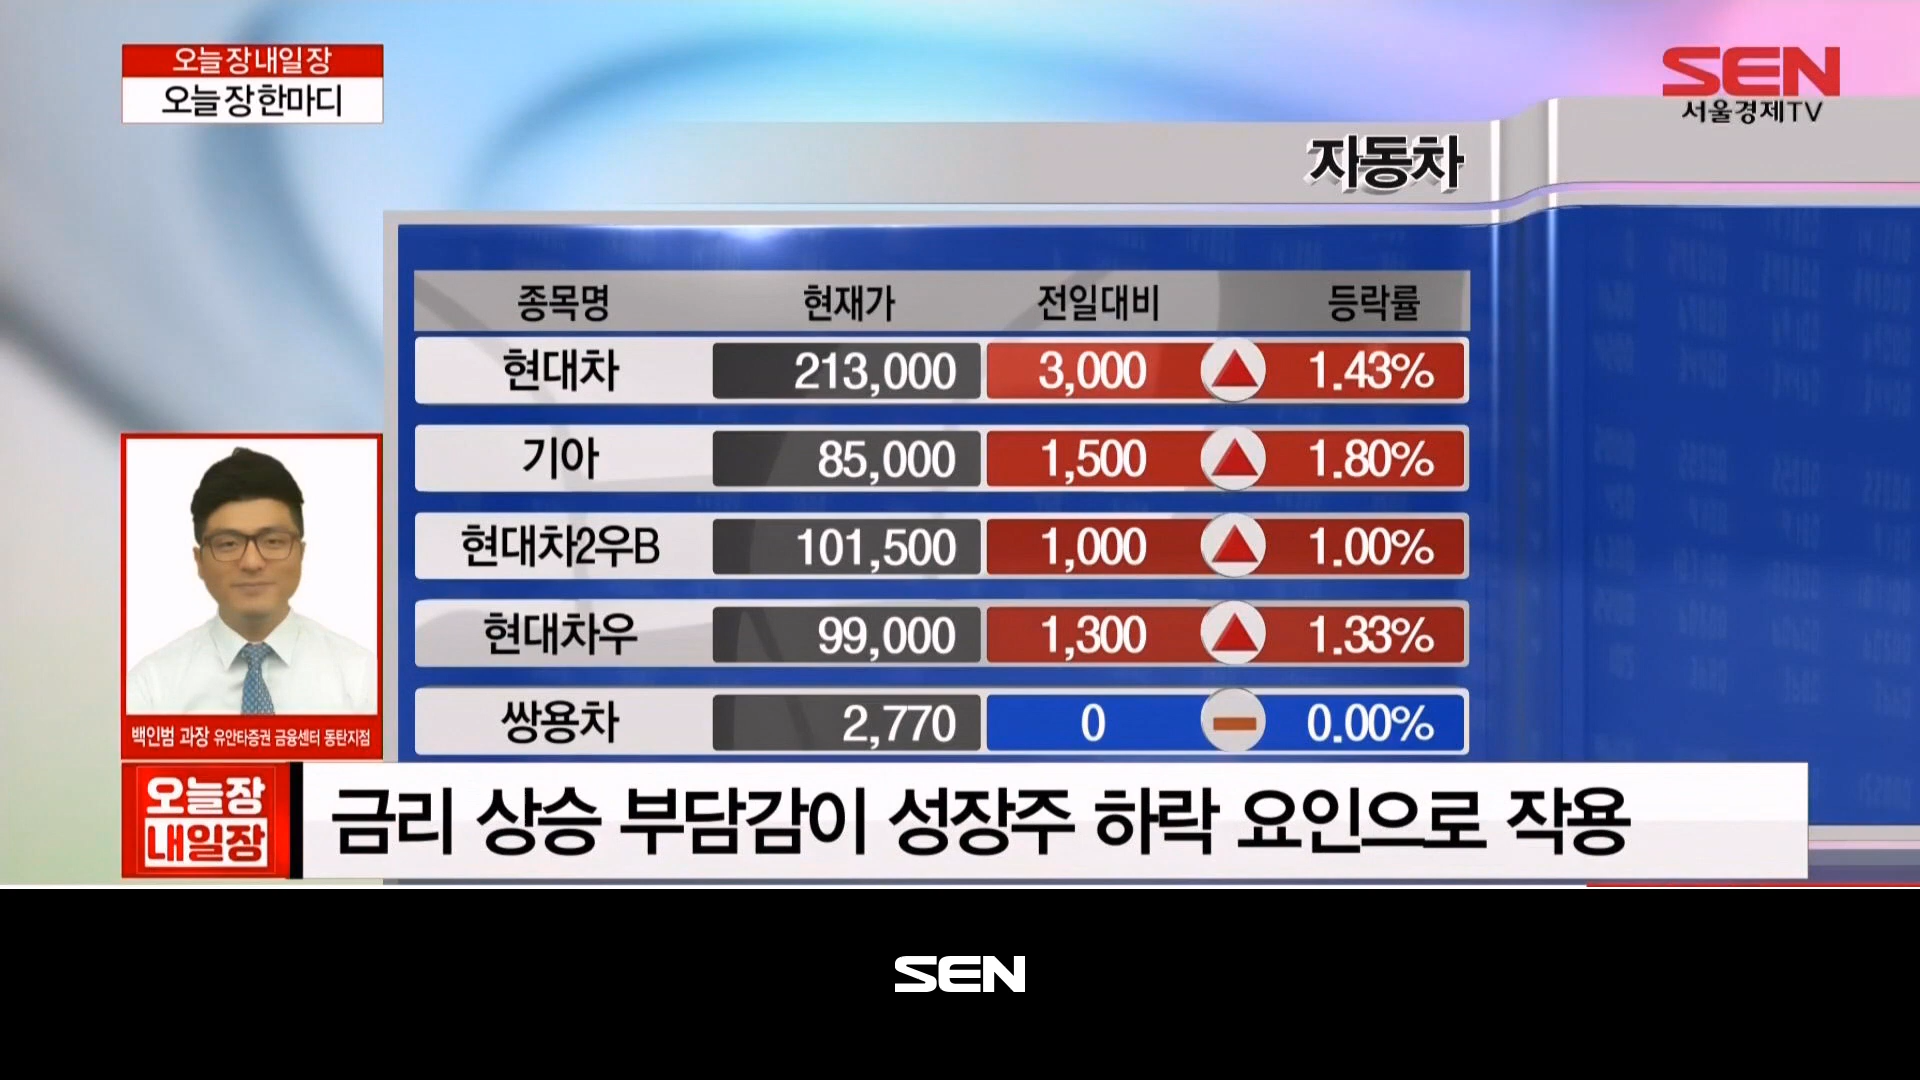 오늘장내일장
오늘장한마디
SEN
서울경제TV
자동차
종목명 현재가 전일대비 등락률
현대차 213,000 3,000 1.43%
기아 85,000 1,500 1.80%
현대차2우B 101,500 1,000 1.00%
현대차우 99,000 1,300 1.33%
쌍용차 2,770 0 0.00%
백인범 과장 유안타증권 금융센터 동탄지점
오늘장
내일장
금리 상승 부담감이 성장주 하락 요인으로 작용
SEN